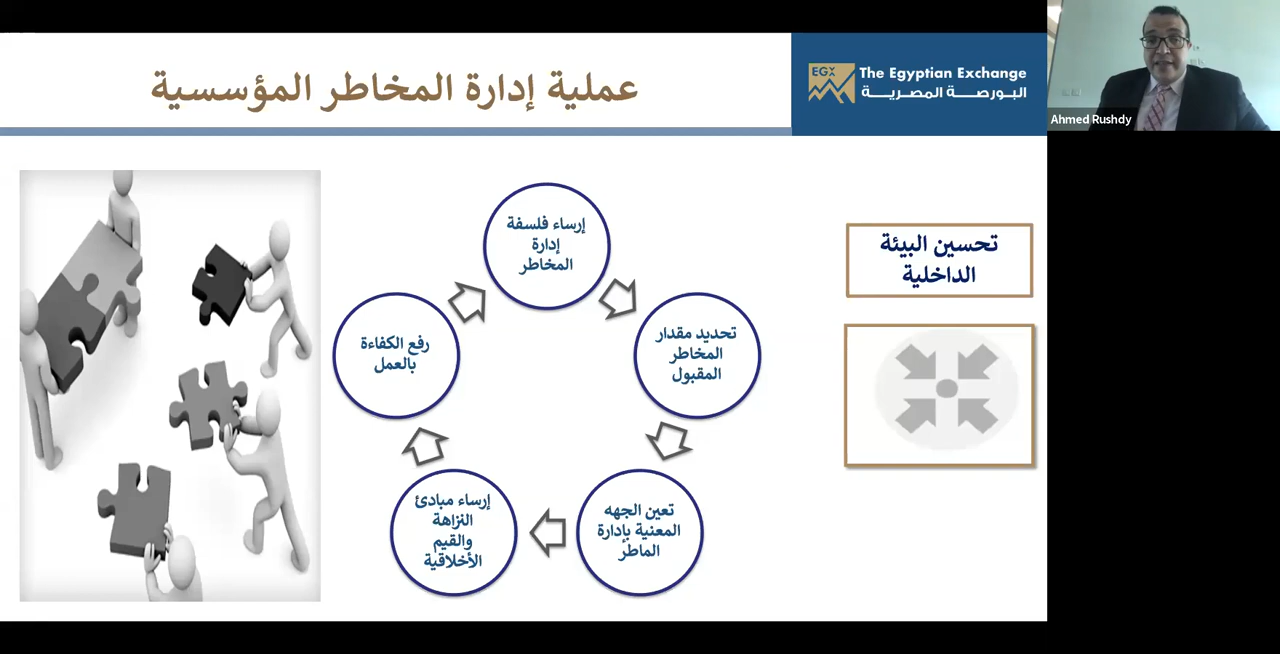 عملية إدارة المخاطر المؤسسية
EGX
The Egyptian Exchange
البورصة المصرية
Ahmed Rushdy
تحسين البيئة
الداخلية
إرساء فلسفة
إدارة
المخاطر
تحديد مقدار
المخاطر
المقبول
تعين الجهه
المعنية بإدارة
الماطر
إرساء مبادئ
النزاهة
والقيم
الأخلاقية
رفع الكفاءة
بالعمل